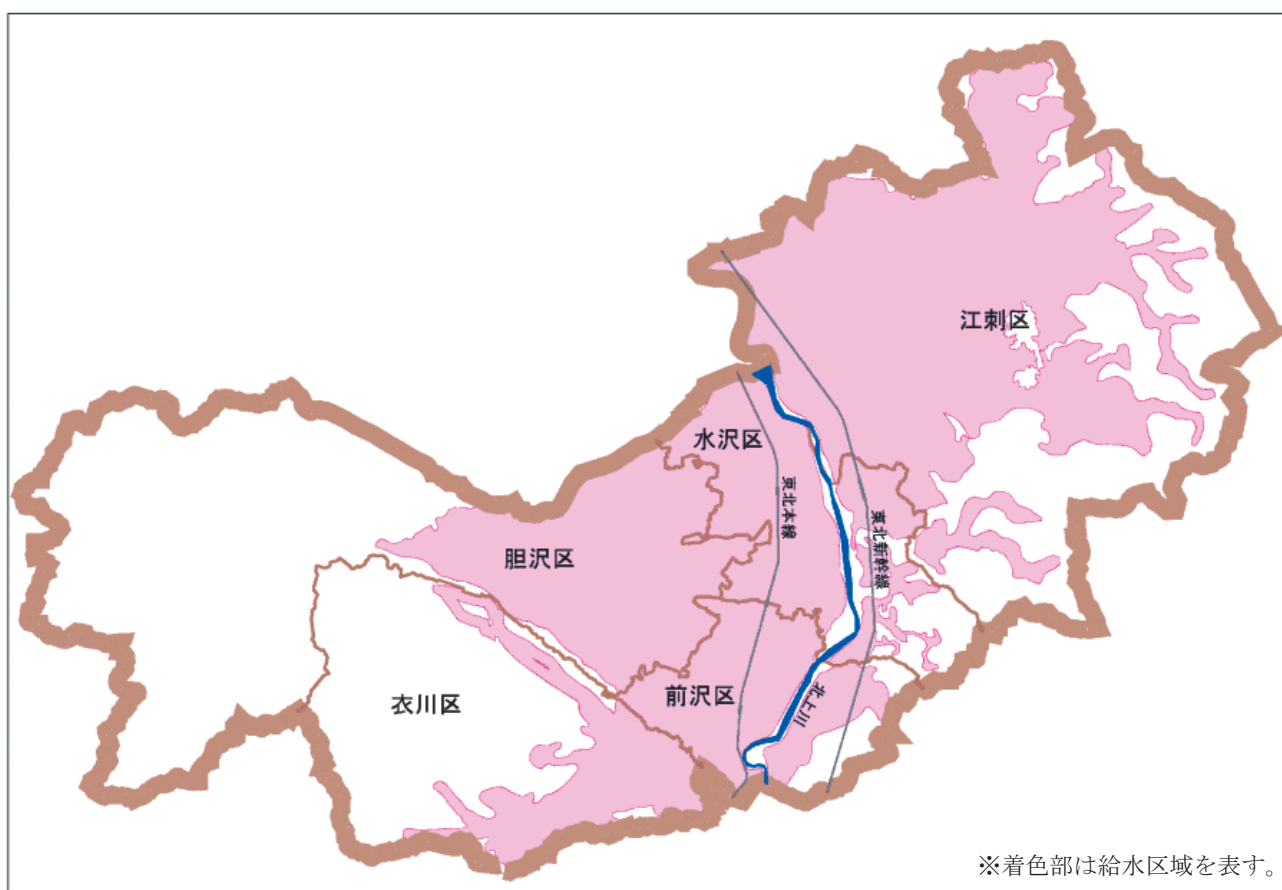 江刺区
水沢区
東北本線
東北新幹線
胆沢区
前沢区
衣川区
北上川
※着色部は給水区域を表す。